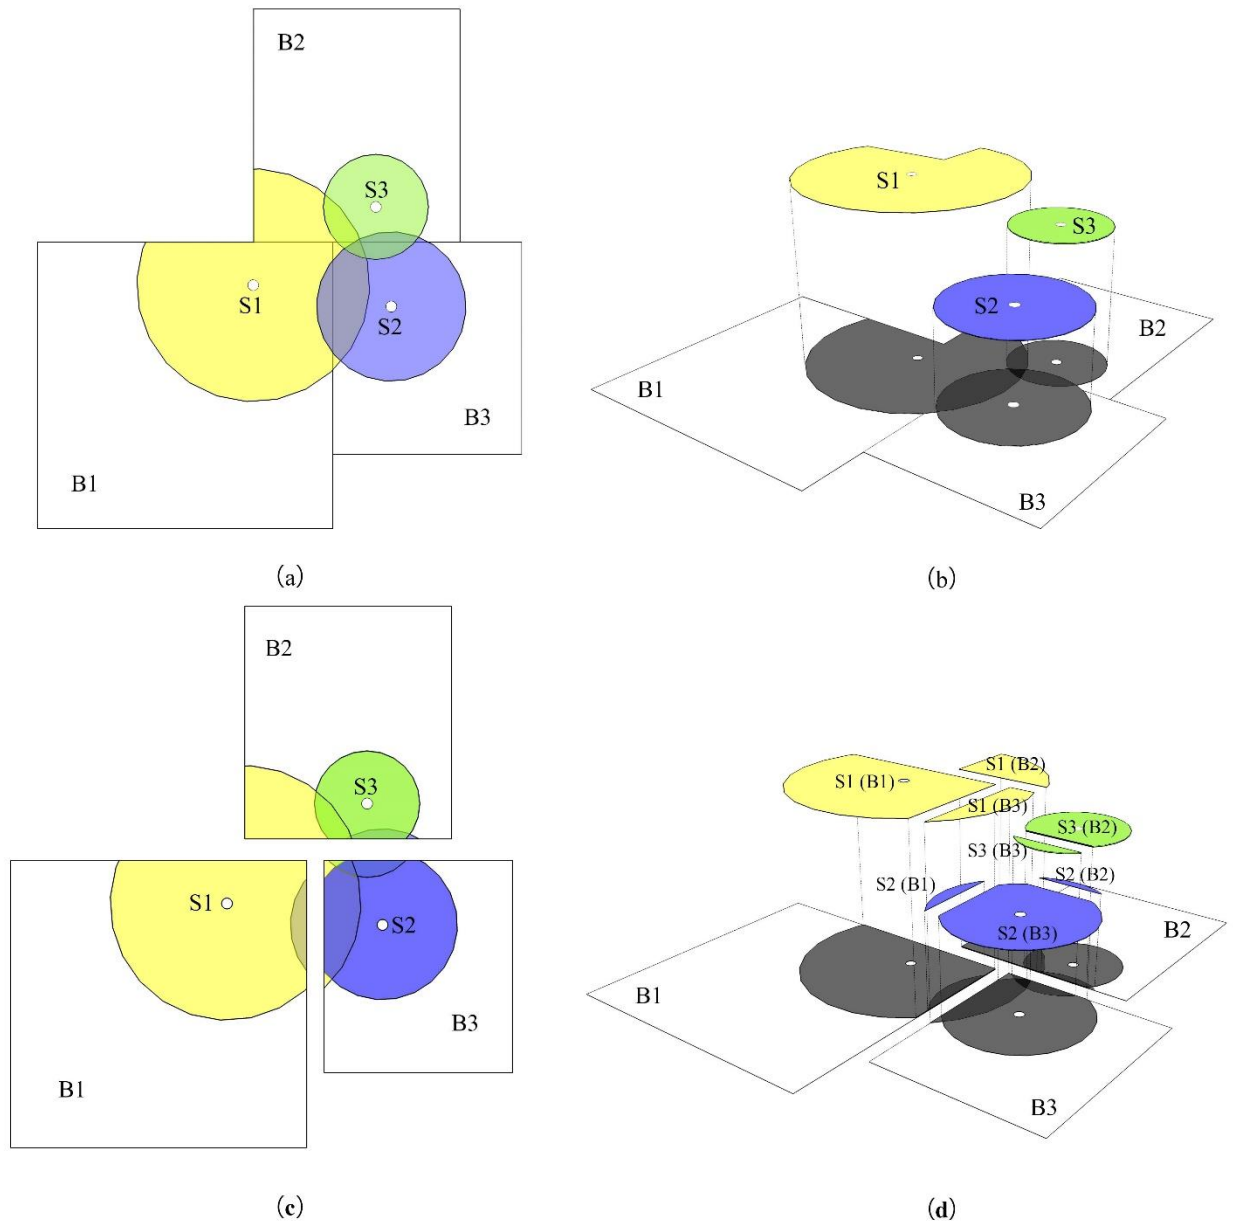 B2
S3
S1
S2
B3
B1
(a)
S1
S3
S2
B2
B1
B3
(b)
B2
S3
S1
S2
B3
B1
(c)
S1 (B2)
S1 (B1)
S1 (B3)
S3 (B2)
S3 (B3)
S2 (B1)
S2 (B2)
S2 (B3)
B2
B1
B3
(d)